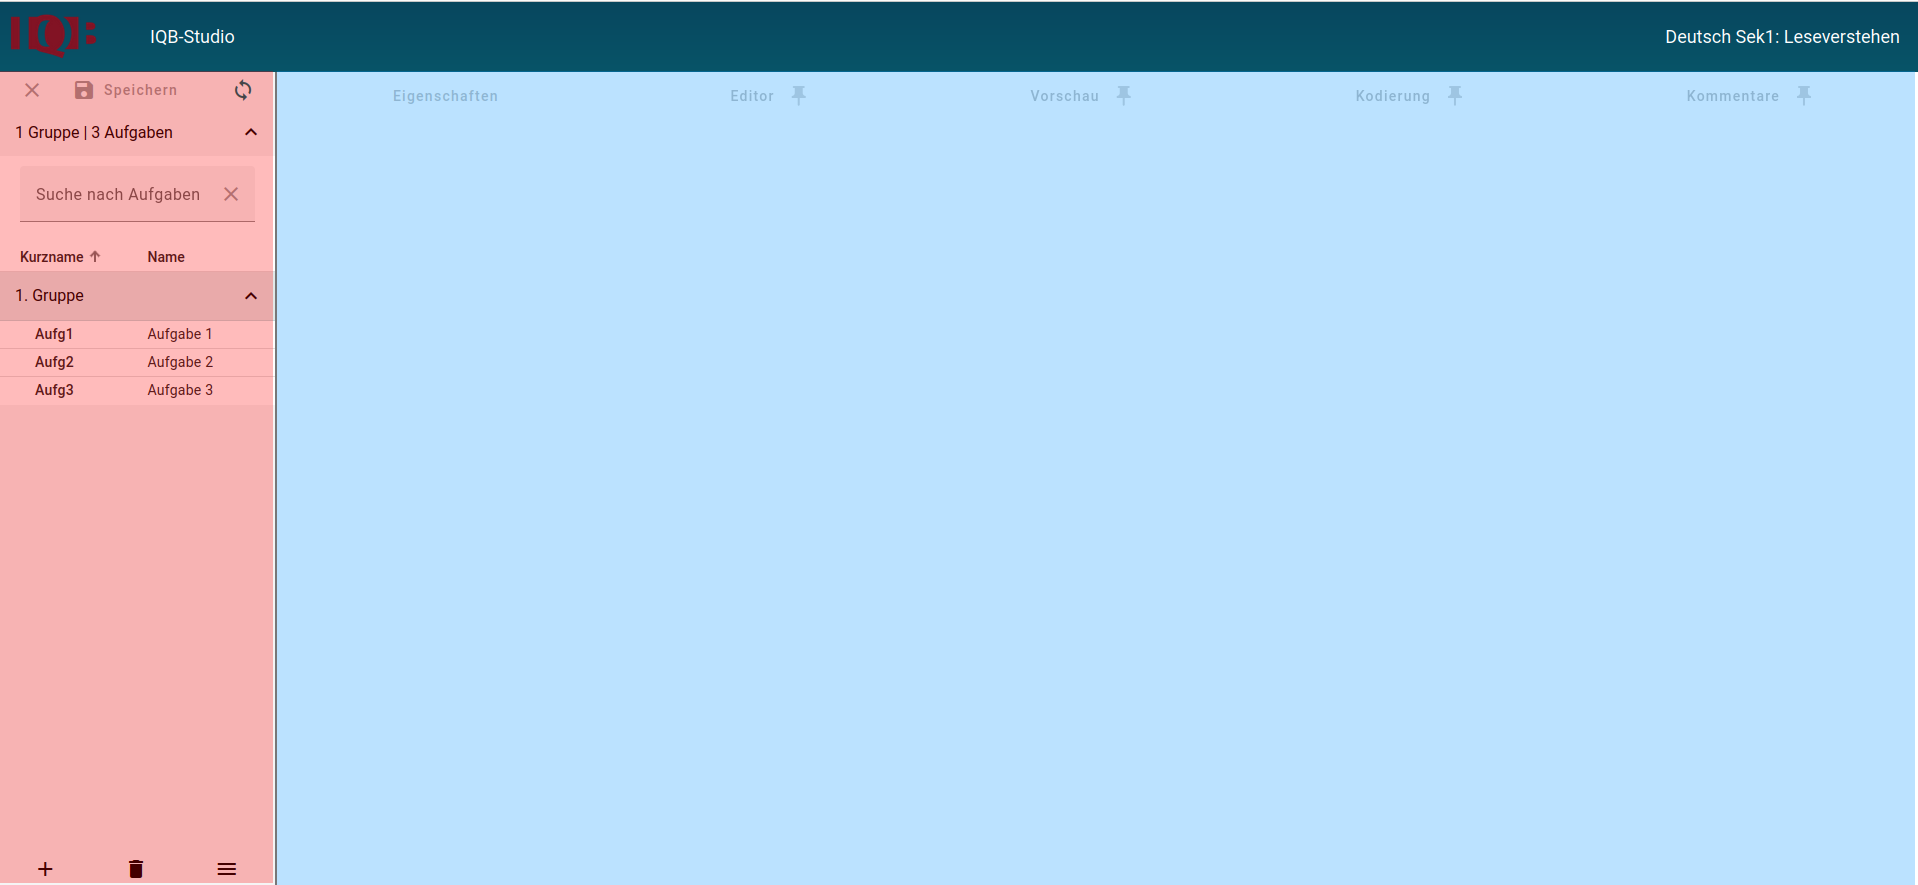 IQB:
IQB-Studio
Deutsch Sek1: Leseverstehen
Speichern
Eigenschaften
Editor
Vorschau
Kodierung
Kommentare
1 Gruppe | 3 Aufgaben
Suche nach Aufgaben
Kurzname Name
1. Gruppe
Aufg1 Aufgabe 1
Aufg2 Aufgabe 2
Aufg3 Aufgabe 3